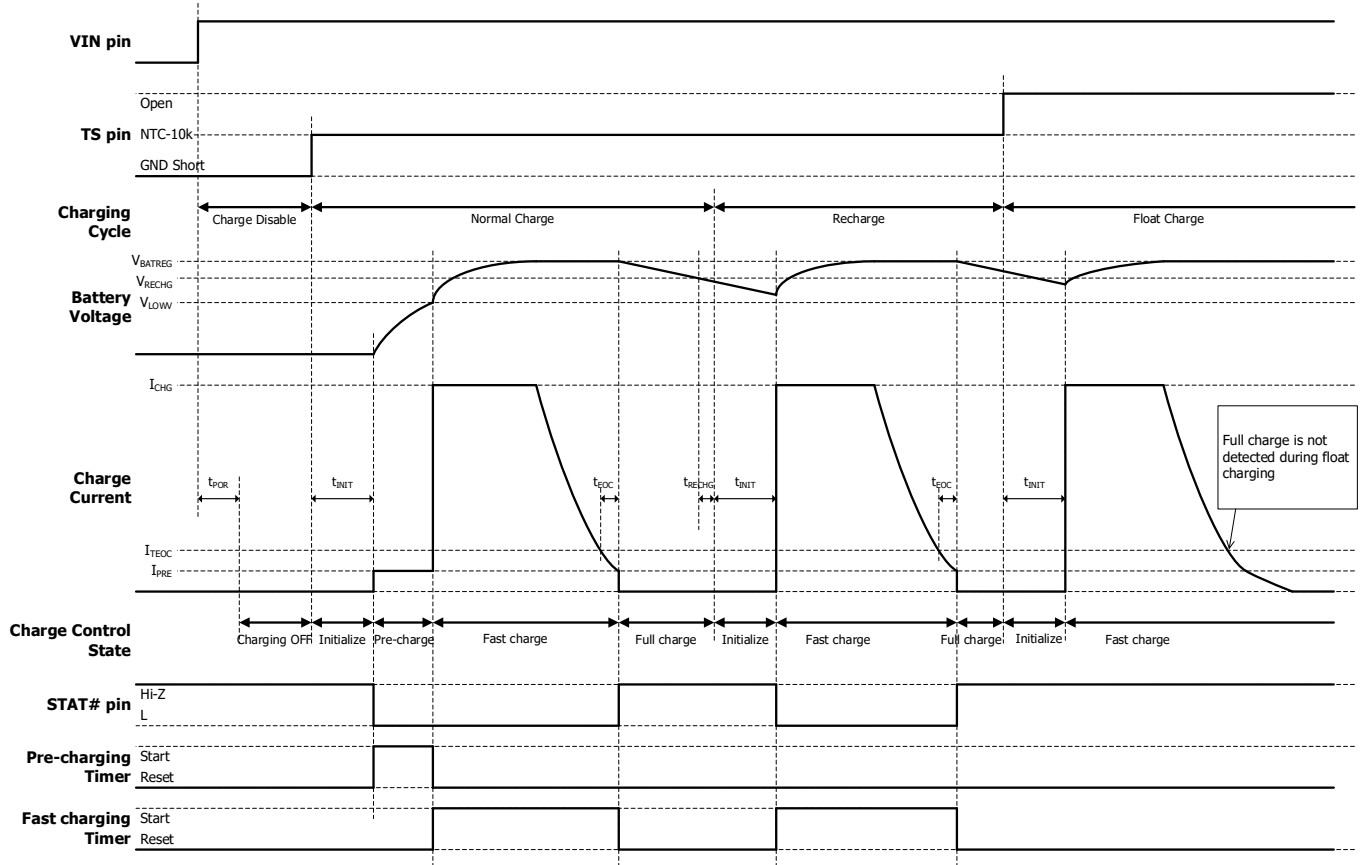 VIN pin
Open
TS pin NTC-10k
GND Short
Charging Cycle
Charge Disable Normal Charge Recharge Float Charge
Battery Voltage
VBATREG
VRECHG
VLOWV
Charge Current
ICHG
tPOR tINIT tEOC tRECHG tINIT tEOC tINIT
Full charge is not
detected during float
charging
ITEOC
IPRE
Charge Control
State
Charging OFF Initialize Pre-charge Fast charge Full charge Initialize Fast charge Full charge Initialize Fast charge
STAT# pin
Hi-Z
L
Pre-charging
Timer
Start
Reset
Fast charging
Timer
Start
Reset